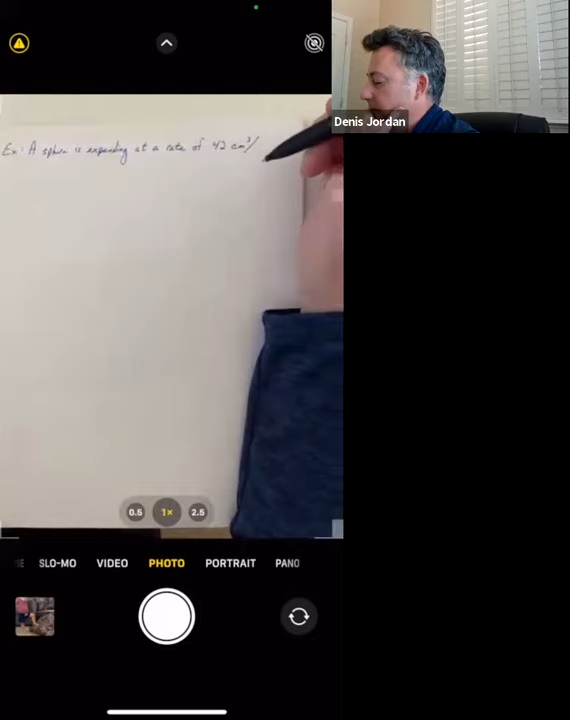 Denis Jordan
Ex: A sphere is expanding at a rate of 42 cm³/
0.5 1× 2.5
SLO-MO VIDEO PHOTO PORTRAIT PANO